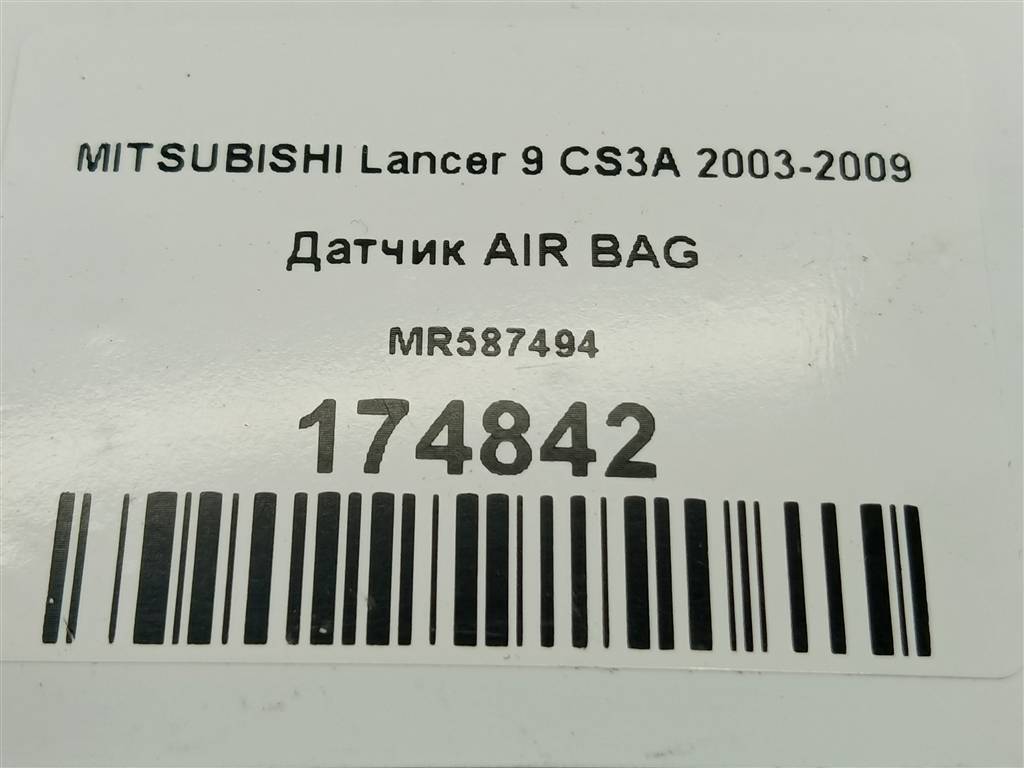 MITSUBISHI Lancer 9 CS3A 2003-2009
Датчик AIR BAG
MR587494
174842